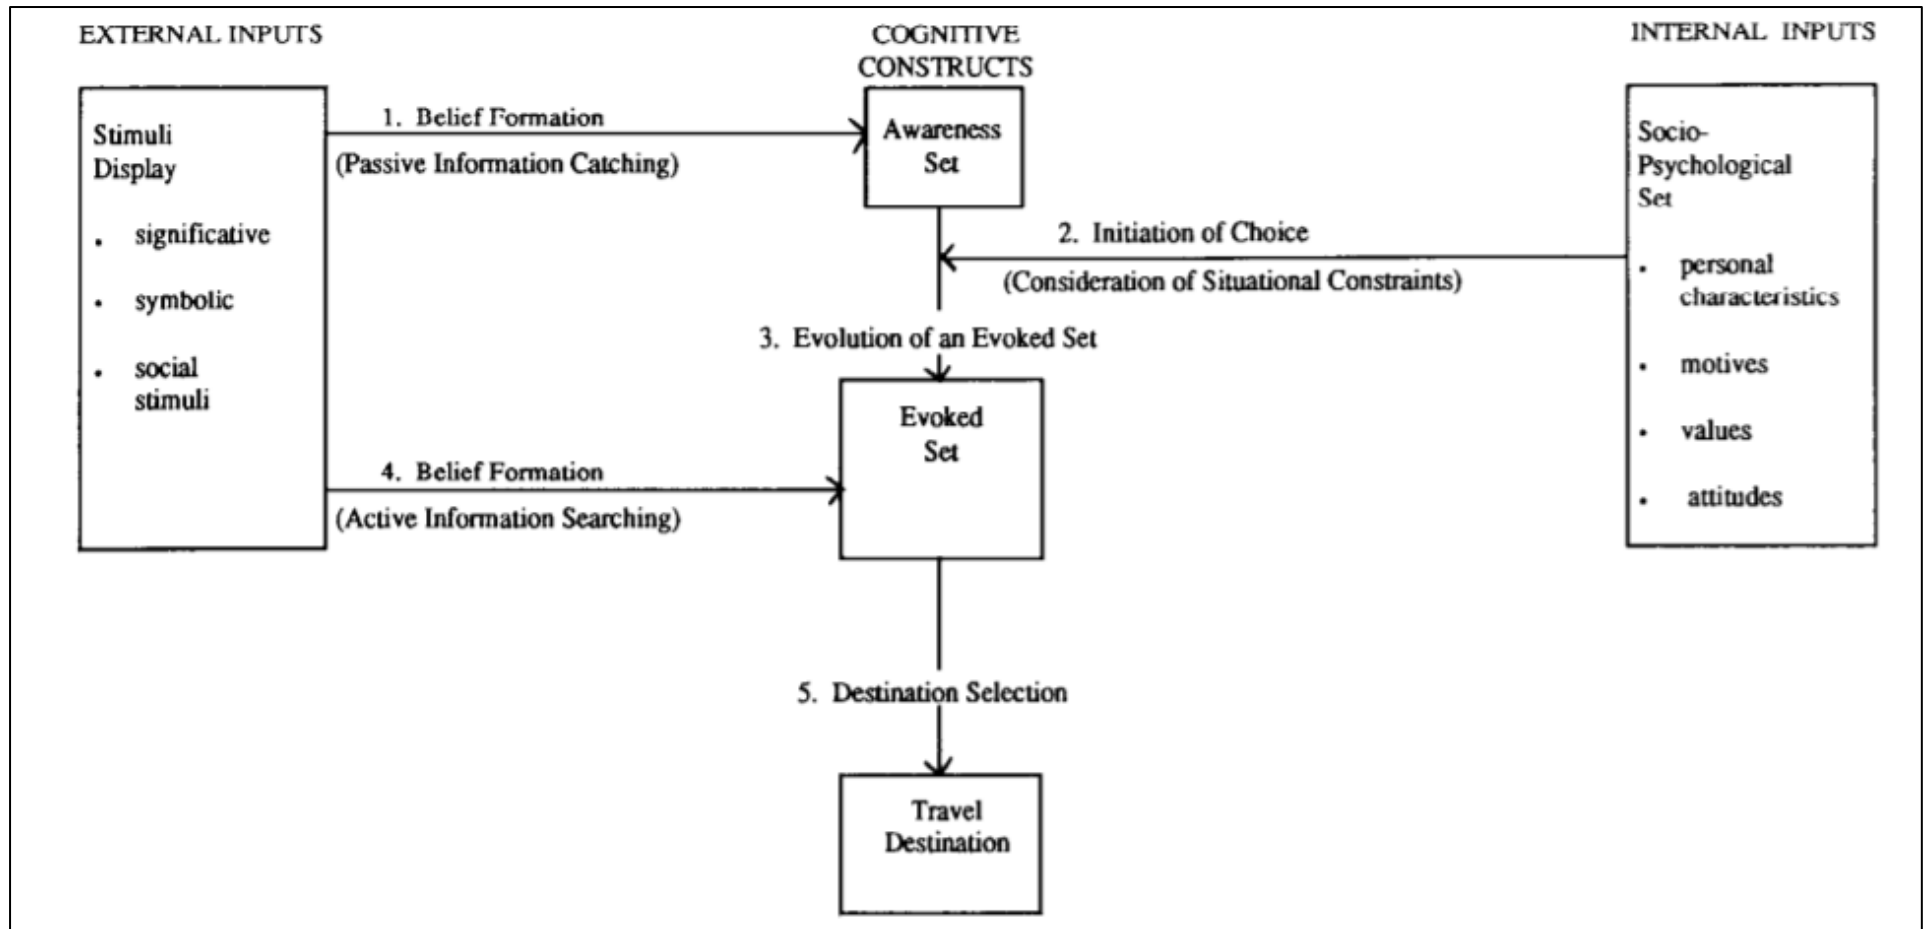 EXTERNAL INPUTS
COGNITIVE
CONSTRUCTS
INTERNAL INPUTS
Stimuli
Display
• significative
• symbolic
• social
stimuli
1. Belief Formation
(Passive Information Catching)
Awareness
Set
2. Initiation of Choice
(Consideration of Situational Constraints)
Socio-
Psychological
Set
• personal
characteristics
• motives
• values
• attitudes
3. Evolution of an Evoked Set
Evoked
Set
4. Belief Formation
(Active Information Searching)
5. Destination Selection
Travel
Destination